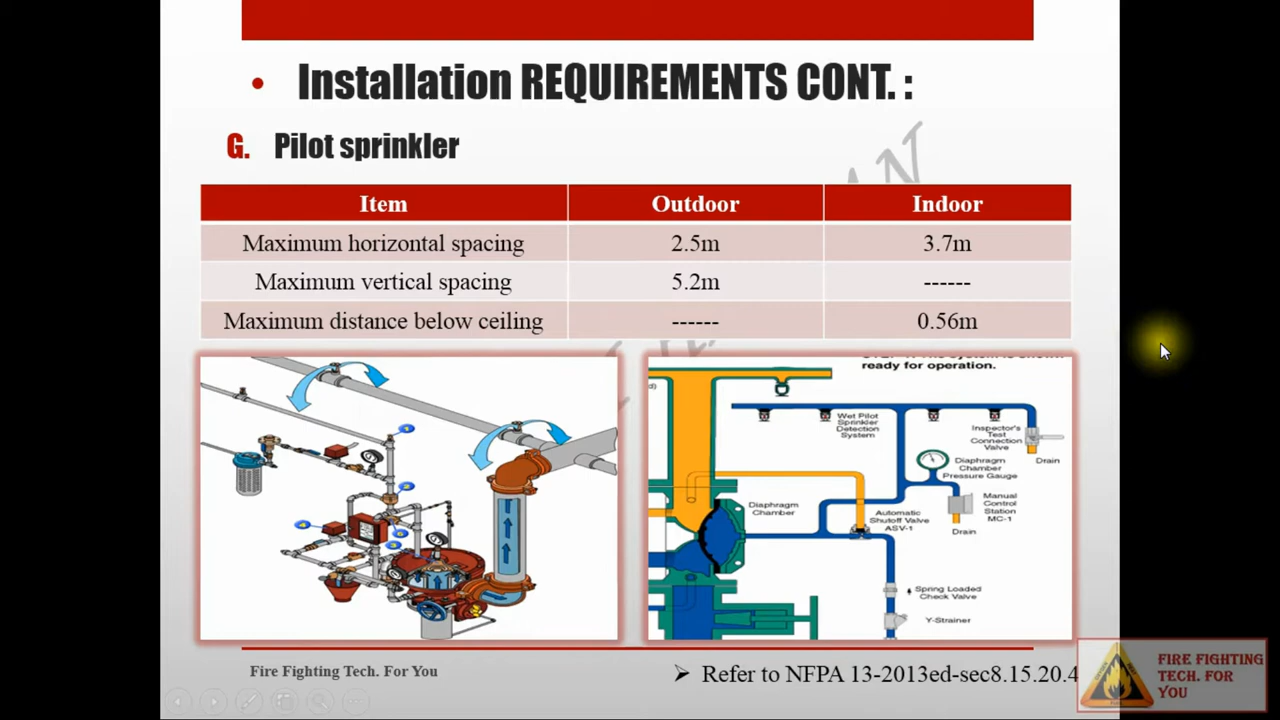 • Installation REQUIREMENTS CONT. :
G. Pilot sprinkler
Item Outdoor Indoor
Maximum horizontal spacing 2.5m 3.7m
Maximum vertical spacing 5.2m ------
Maximum distance below ceiling ------ 0.56m
ready for operation.
Wet Pilot
Sprinkler
Detection
System
Inspector's
Test
Connection
Valve
Drain
Diaphragm
Chamber
Pressure Gauge
Diaphragm
Chamber
Manual
Control
Station
MC-1
Automatic
Shutoff Valve
ASV-1
Drain
Spring Loaded
Check Valve
Y-Strainer
Fire Fighting Tech. For You
➢ Refer to NFPA 13-2013ed-sec8.15.20.4
FIRE FIGHTING
TECH. FOR
YOU